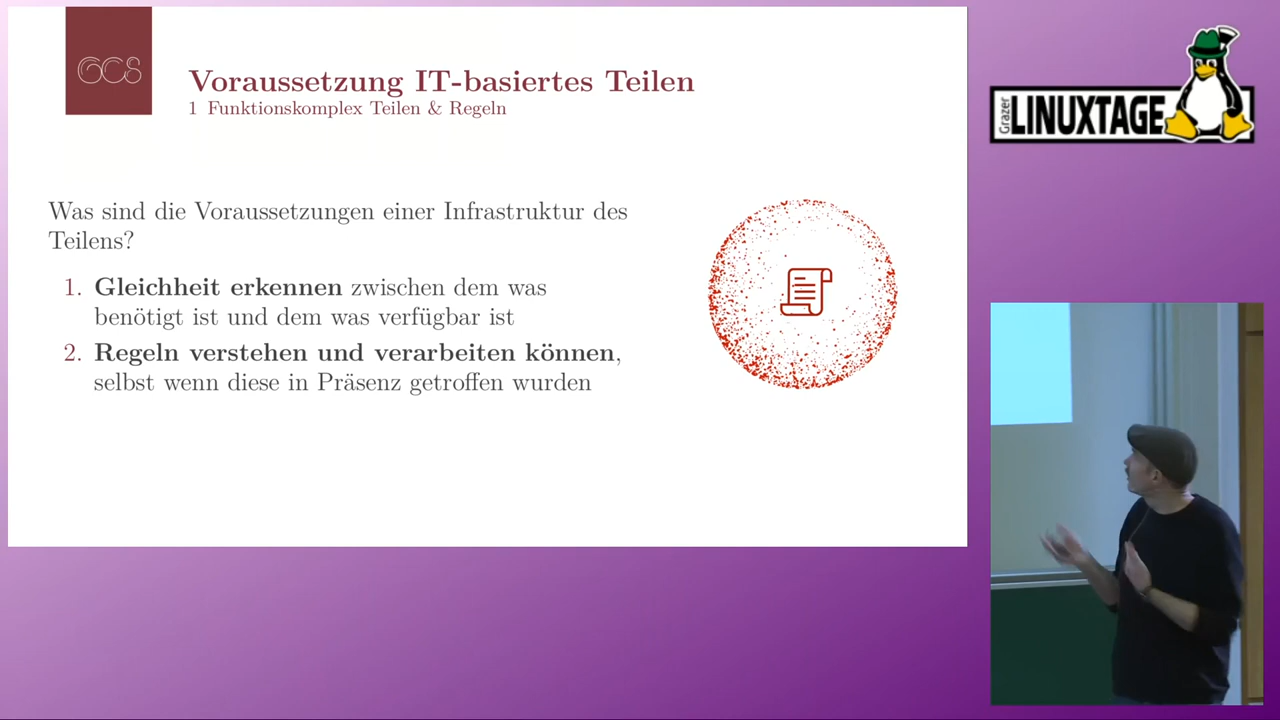 GCS
Voraussetzung IT-basiertes Teilen
1 Funktionskomplex Teilen & Regeln
Was sind die Voraussetzungen einer Infrastruktur des
Teilens?
1. Gleichheit erkennen zwischen dem was
benötigt ist und dem was verfügbar ist
2. Regeln verstehen und verarbeiten können,
selbst wenn diese in Präsenz getroffen wurden
Grazer
LINUXTAGE